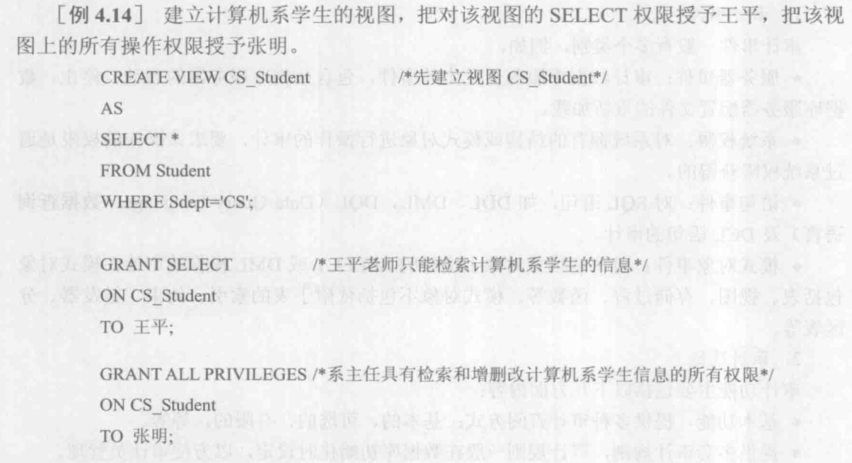 ［例 4.14］ 建立计算机系学生的视图，把对该视图的 SELECT 权限授予王平，把该视
图上的所有操作权限授予张明。
CREATE VIEW CS_Student /*先建立视图 CS_Student*/
AS
SELECT *
FROM Student
WHERE Sdept='CS';
GRANT SELECT /*王平老师只能检索计算机系学生的信息*/
ON CS_Student
TO 王平;
GRANT ALL PRIVILEGES /*系主任具有检索和增删改计算机系学生信息的所有权限*/
ON CS_Student
TO 张明;